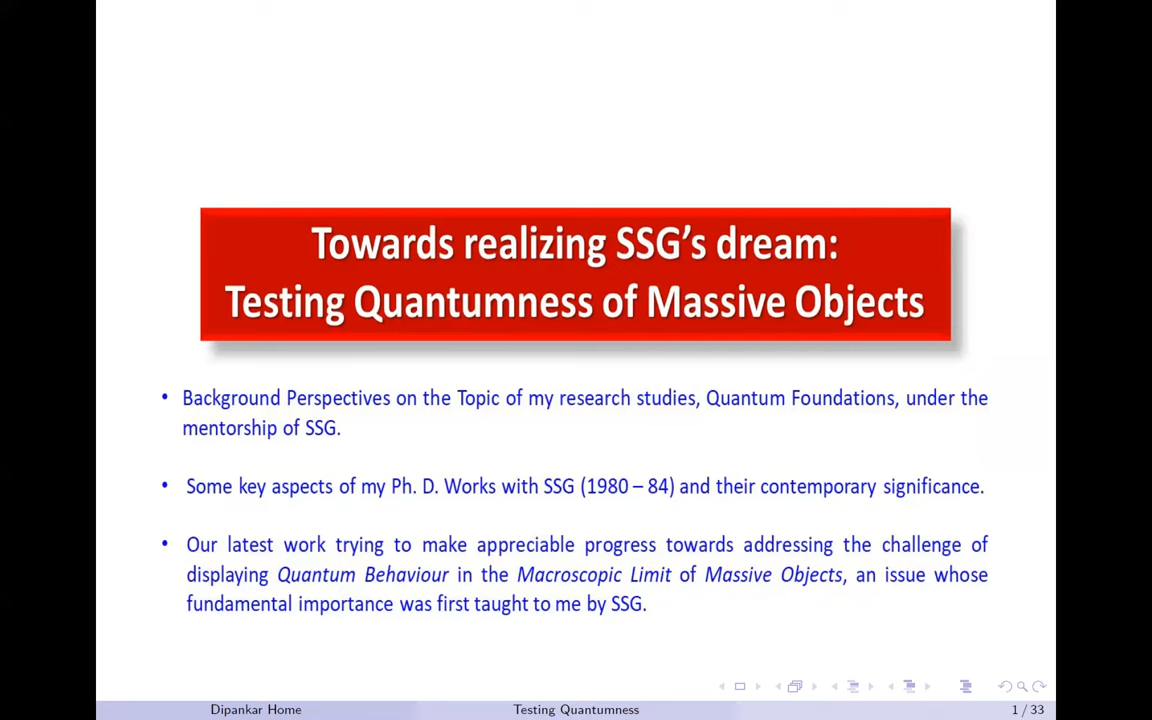 Towards realizing SSG’s dream:
Testing Quantumness of Massive Objects
• Background Perspectives on the Topic of my research studies, Quantum Foundations, under the
mentorship of SSG.
• Some key aspects of my Ph. D. Works with SSG (1980 – 84) and their contemporary significance.
• Our latest work trying to make appreciable progress towards addressing the challenge of
displaying Quantum Behaviour in the Macroscopic Limit of Massive Objects, an issue whose
fundamental importance was first taught to me by SSG.
Dipankar Home Testing Quantumness 1 / 33